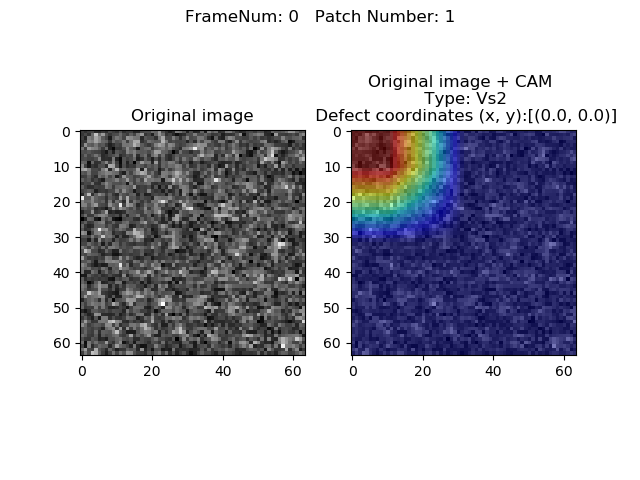 FrameNum: 0   Patch Number: 1
Original image
Original image + CAM
Type: Vs2
Defect coordinates (x, y):[(0.0, 0.0)]
0
10
20
30
40
50
60
0 20 40 60
0
10
20
30
40
50
60
0 20 40 60